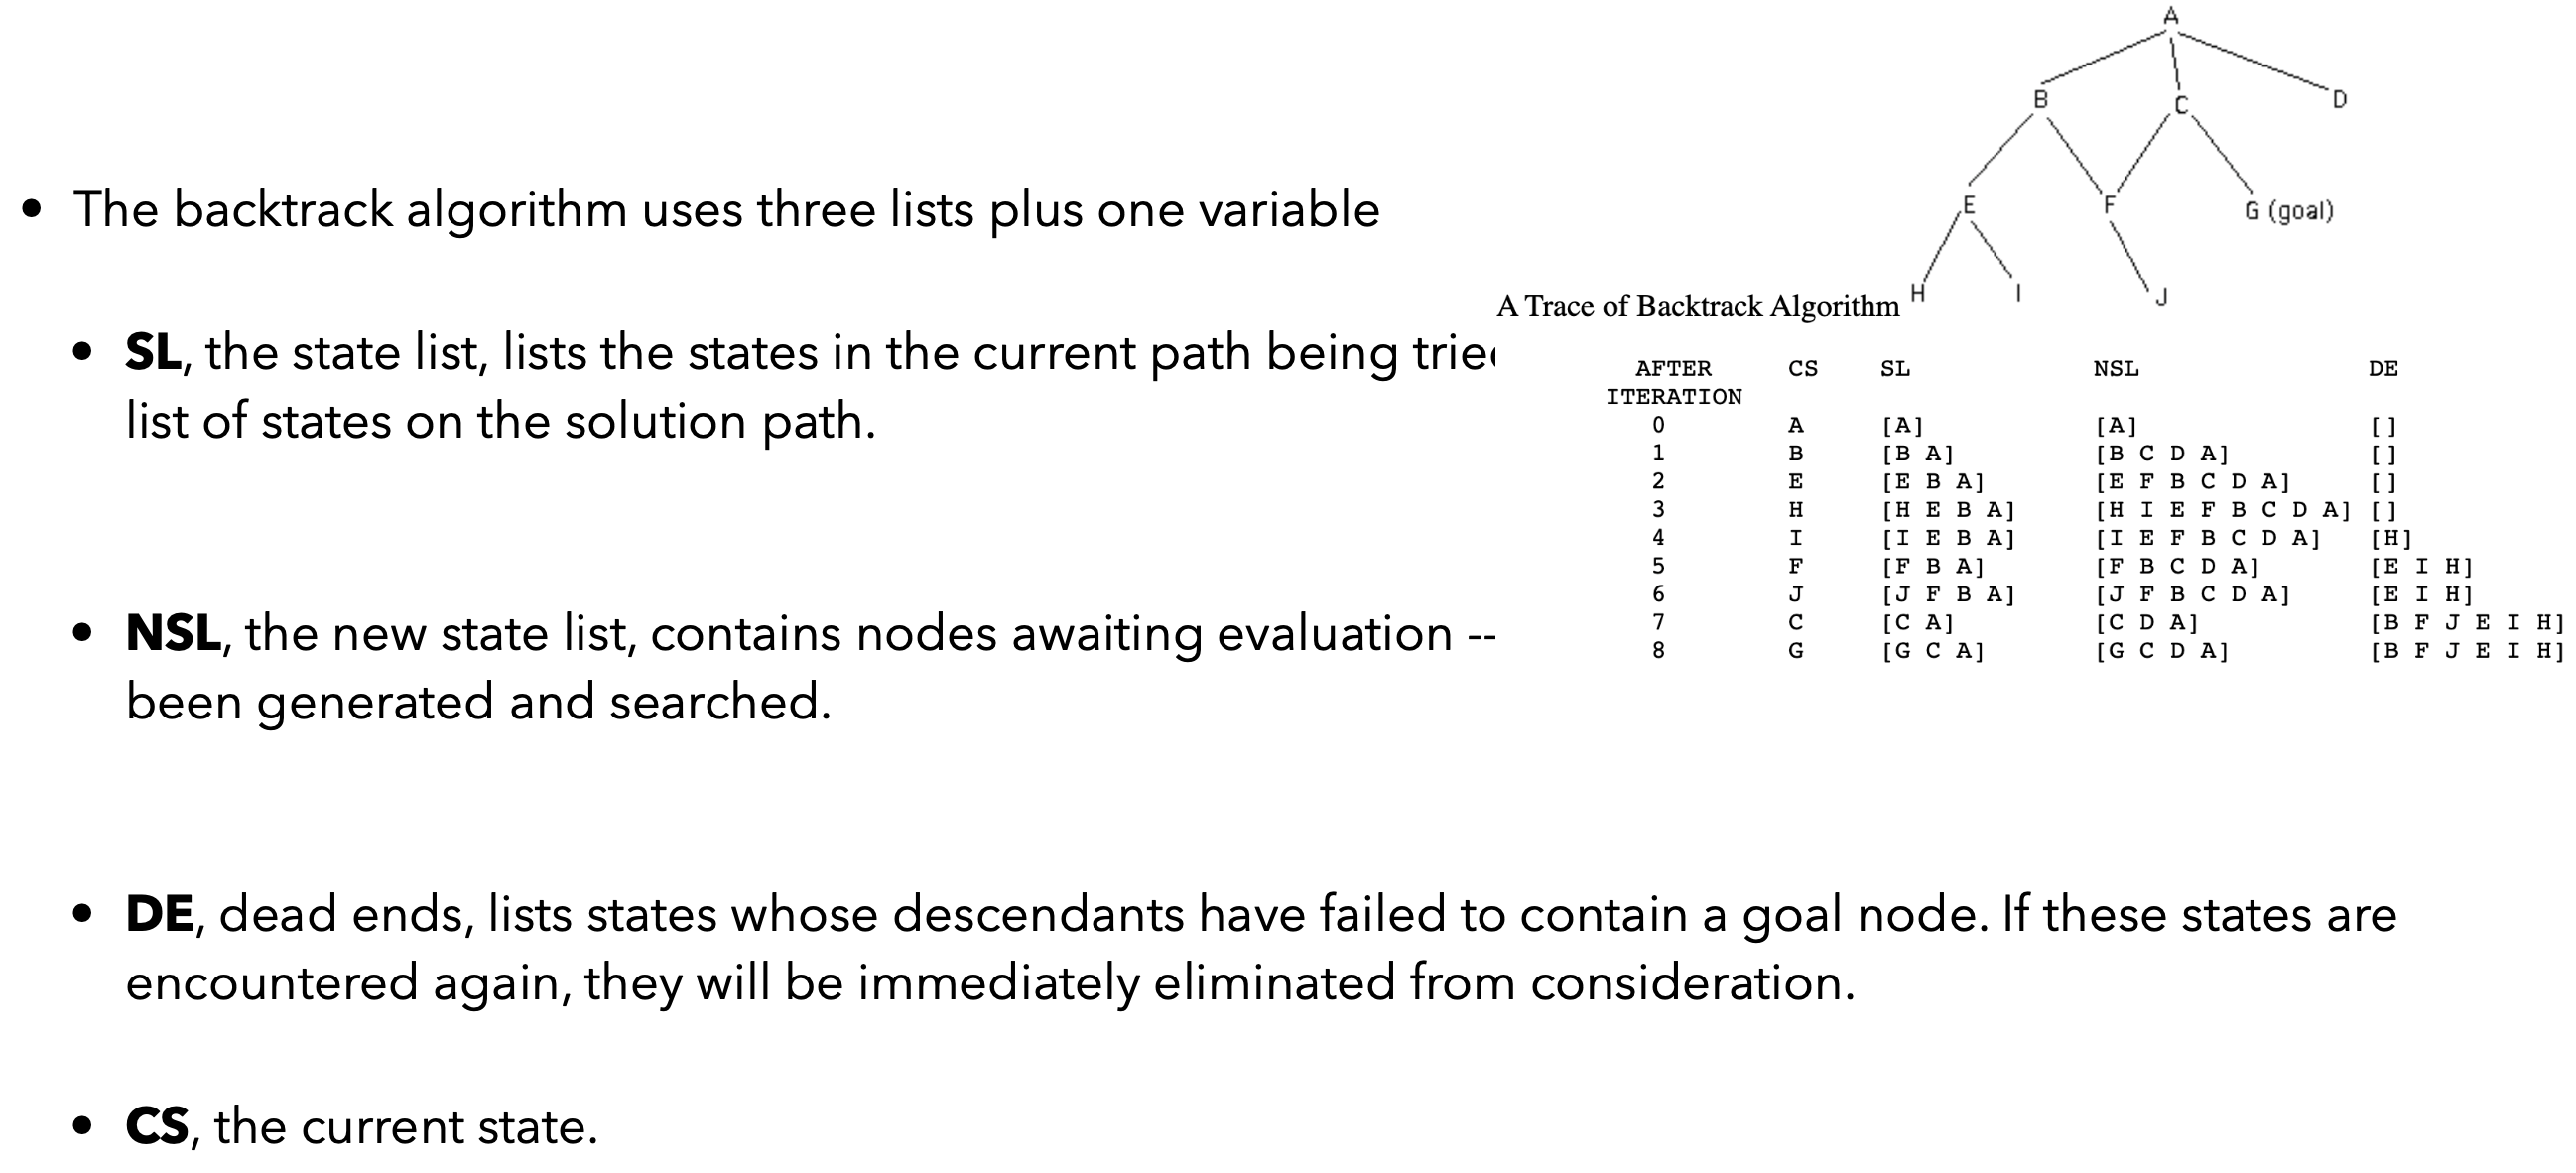 A
B C D
E F G (goal)
H I J
• The backtrack algorithm uses three lists plus one variable
• SL, the state list, lists the states in the current path being
list of states on the solution path.
• NSL, the new state list, contains nodes awaiting evaluation --
been generated and searched.
• DE, dead ends, lists states whose descendants have failed to contain a goal node. If these states are
encountered again, they will be immediately eliminated from consideration.
• CS, the current state.
A Trace of Backtrack Algorithm
AFTER CS SL NSL DE
ITERATION
0 A [A] [A] []
1 B [B A] [B C D A] []
2 E [E B A] [E F B C D A] []
3 H [H E B A] [H I E F B C D A] []
4 I [I E B A] [I E F B C D A] [H]
5 F [F B A] [F B C D A] [E I H]
6 J [J F B A] [J F B C D A] [E I H]
7 C [C A] [C D A] [B F J E I H]
8 G [G C A] [G C D A] [B F J E I H]